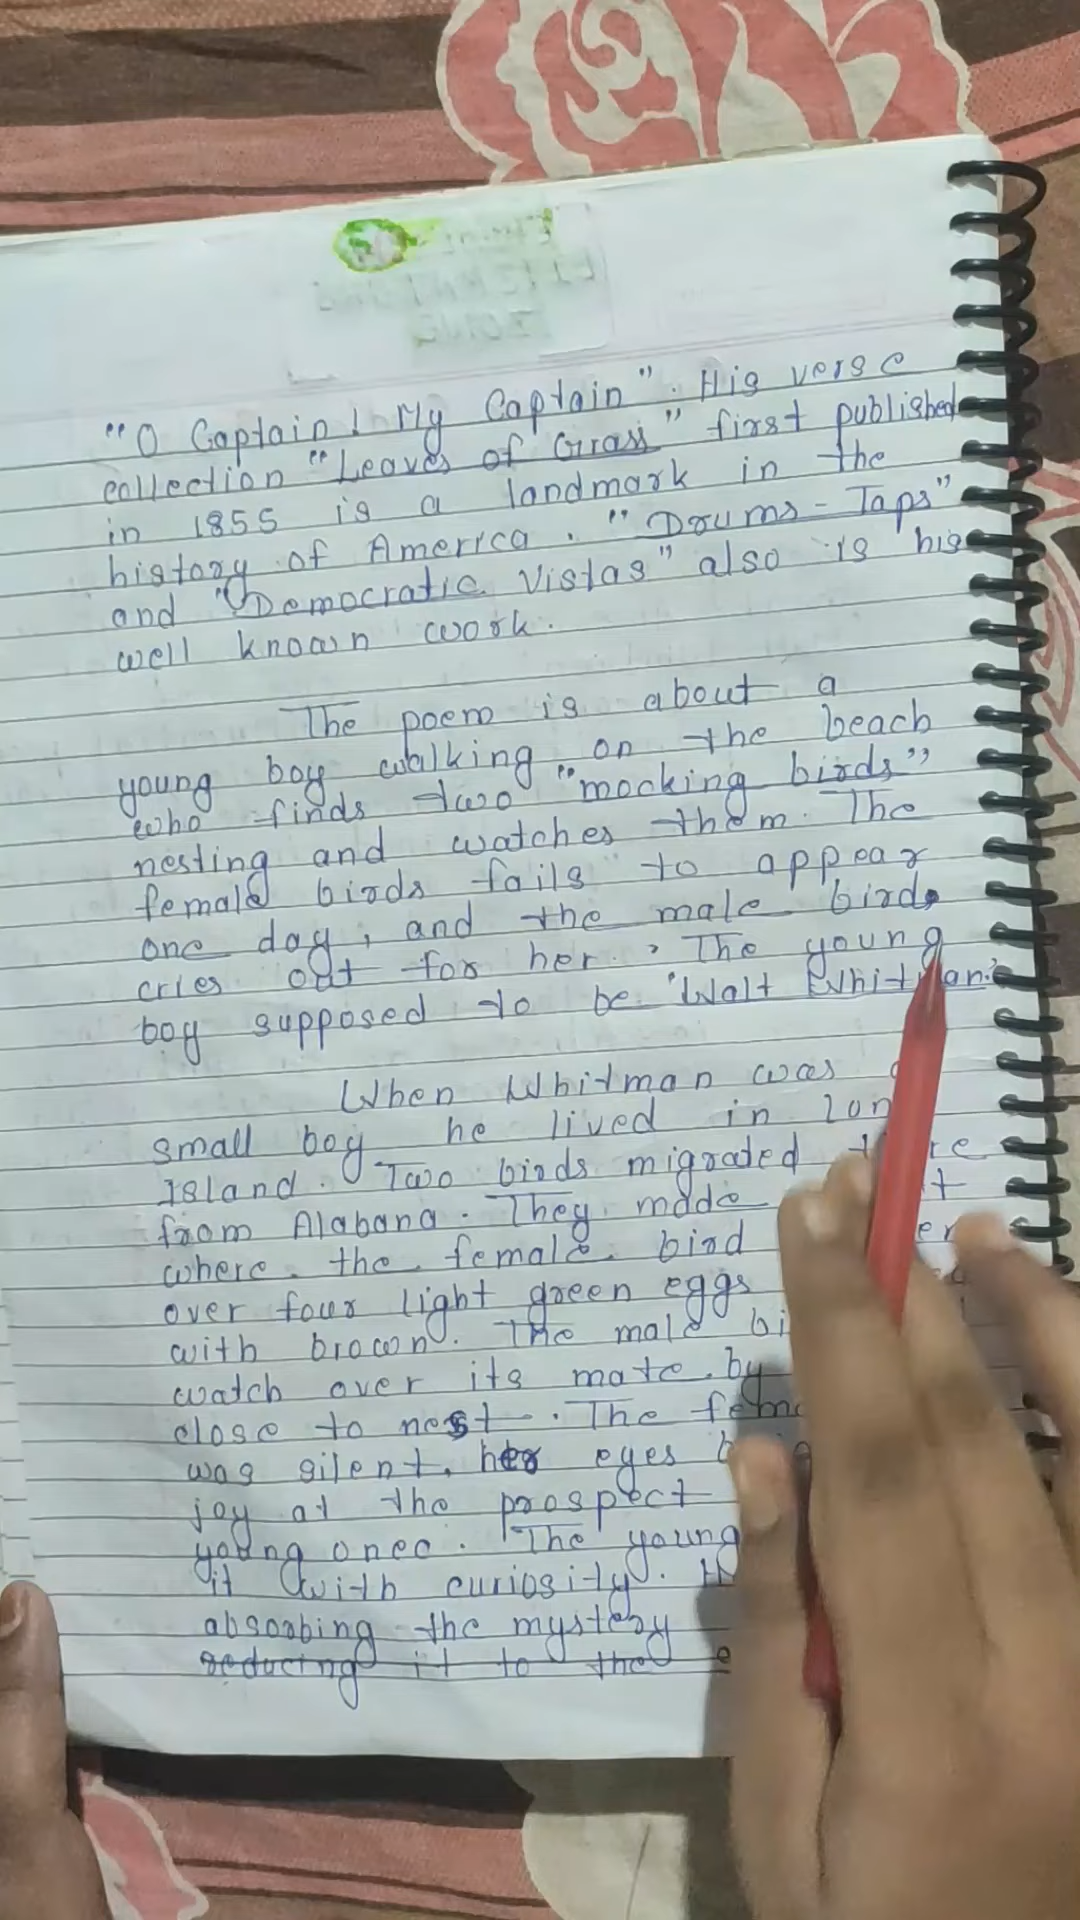 "O Captain! My Captain". His verse
collection "Leaves of Grass" first published
in 1855 is a landmark in the
history of America. "Drums-Taps"
and "Democratic Vistas" also is his
well known work.
The poem is about a
young boy walking on the beach
who finds two "mocking birds"
nesting and watches them. The
female birds fails to appear
one day, and the male birds
cries out for her. The young
boy supposed to be 'Walt
When Whitman was
small boy he lived in
Island. Two birds migrated
from Alabana. They made
where the female bird
over four light green eggs
with brown. The male
watch over its mate by
close to nest. The
was silent, her eyes
joy at the prospect
young once. The young
it with curiosity.
absorbing the mystery
reducing it to the